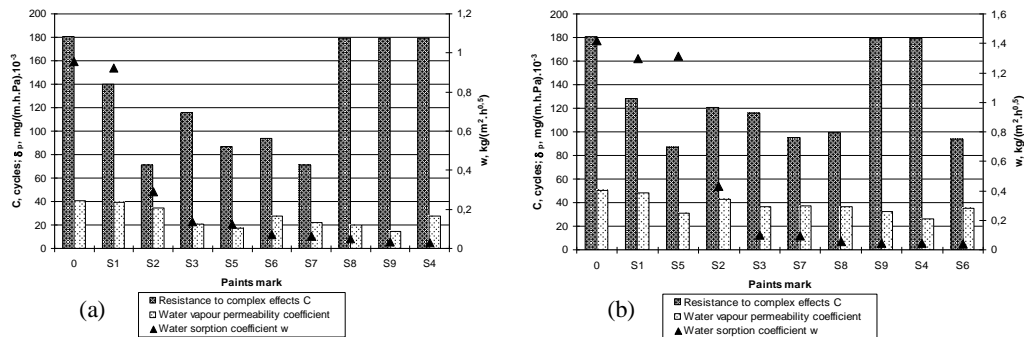 C, cycles; δ p, mg/(m.h.Pa).10-3
200
180
160
140
120
100
80
60
40
20
0
1,2
1
0,8
0,6
0,4
0,2
0
w, kg/(m2.h0.5)
0 S1 S2 S3 S5 S6 S7 S8 S9 S4
Paints mark
(a)
Resistance to complex effects C
Water vapour permeability coefficient
Water sorption coefficient w
C, cycles; δ p, mg/(m.h.Pa).10-3
200
180
160
140
120
100
80
60
40
20
0
1,6
1,4
1,2
1
0,8
0,6
0,4
0,2
0
w, kg/(m2.h0.5)
0 S1 S5 S2 S3 S7 S8 S9 S4 S6
Paints mark
(b)
Resistance to complex effects C
Water vapour permeability coefficient
Water sorption coefficient w